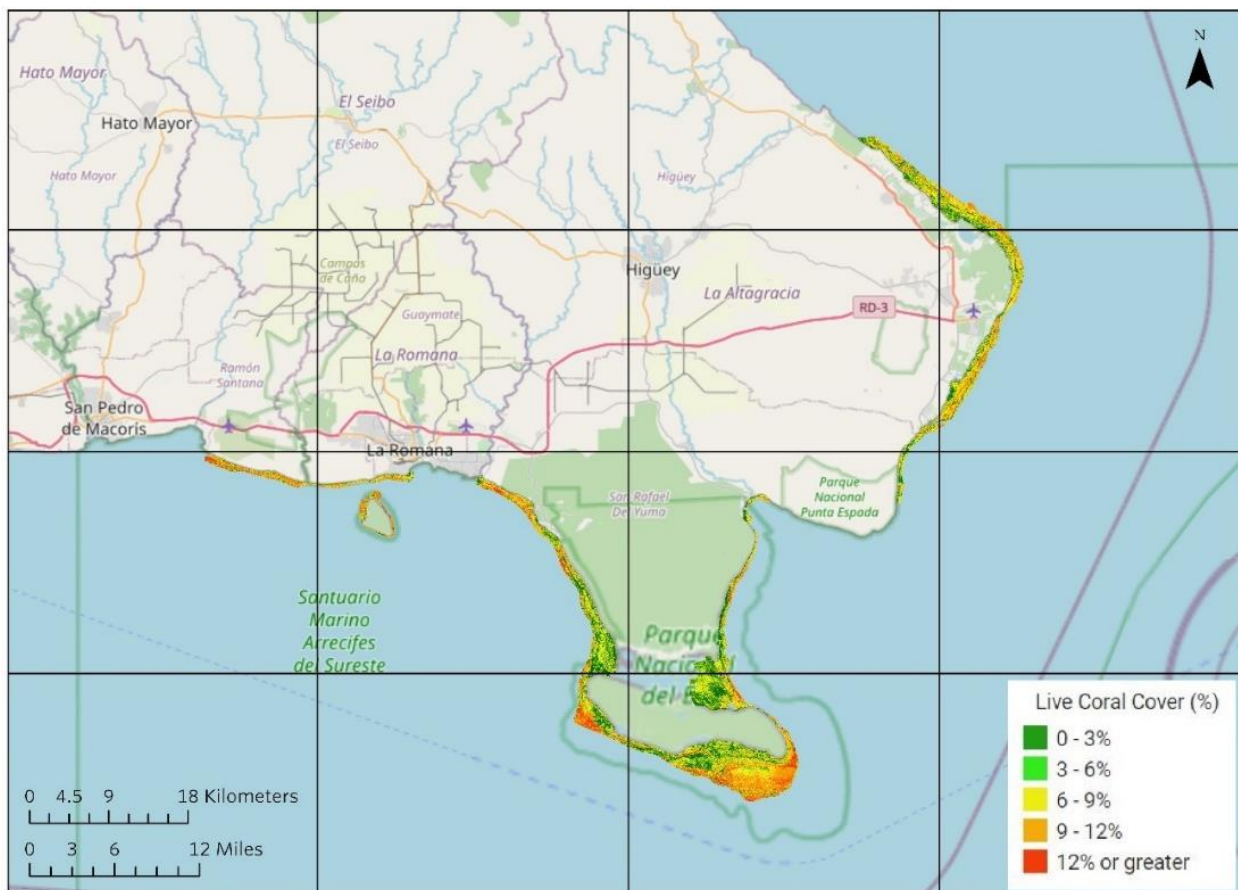 N
Hato Mayor
Hato Mayor
El Seibo
El Seibo
Hato Mayor
Higüey
Higüey
Campos
de Caña
La Altagracia
RD-3
Guaymate
La Romana
Ramón
Santana
San Pedro
de Macorís
La Romana
San Rafael
Del Yuma
Parque
Nacional
Punta Espada
Santuario
Marino
Arrecifes
del Sureste
Parque
Nacional
del
Live Coral Cover (%)
0 - 3%
3 - 6%
6 - 9%
9 - 12%
12% or greater
0 4.5 9 18 Kilometers
0 3 6 12 Miles